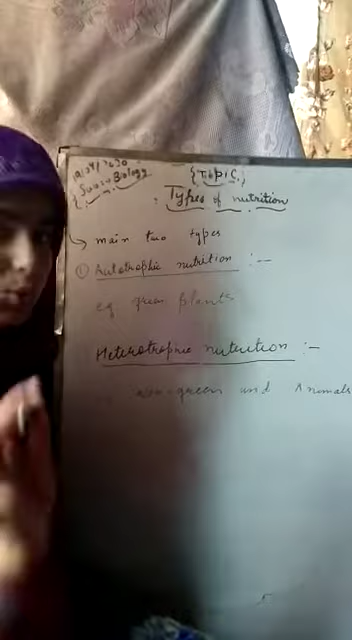 Biology
{TOPIC}
Types of nutrition
main two types
① Autotrophic nutrition :-
eg green plants
Heterotrophic nutrition :-
non-green and Animals